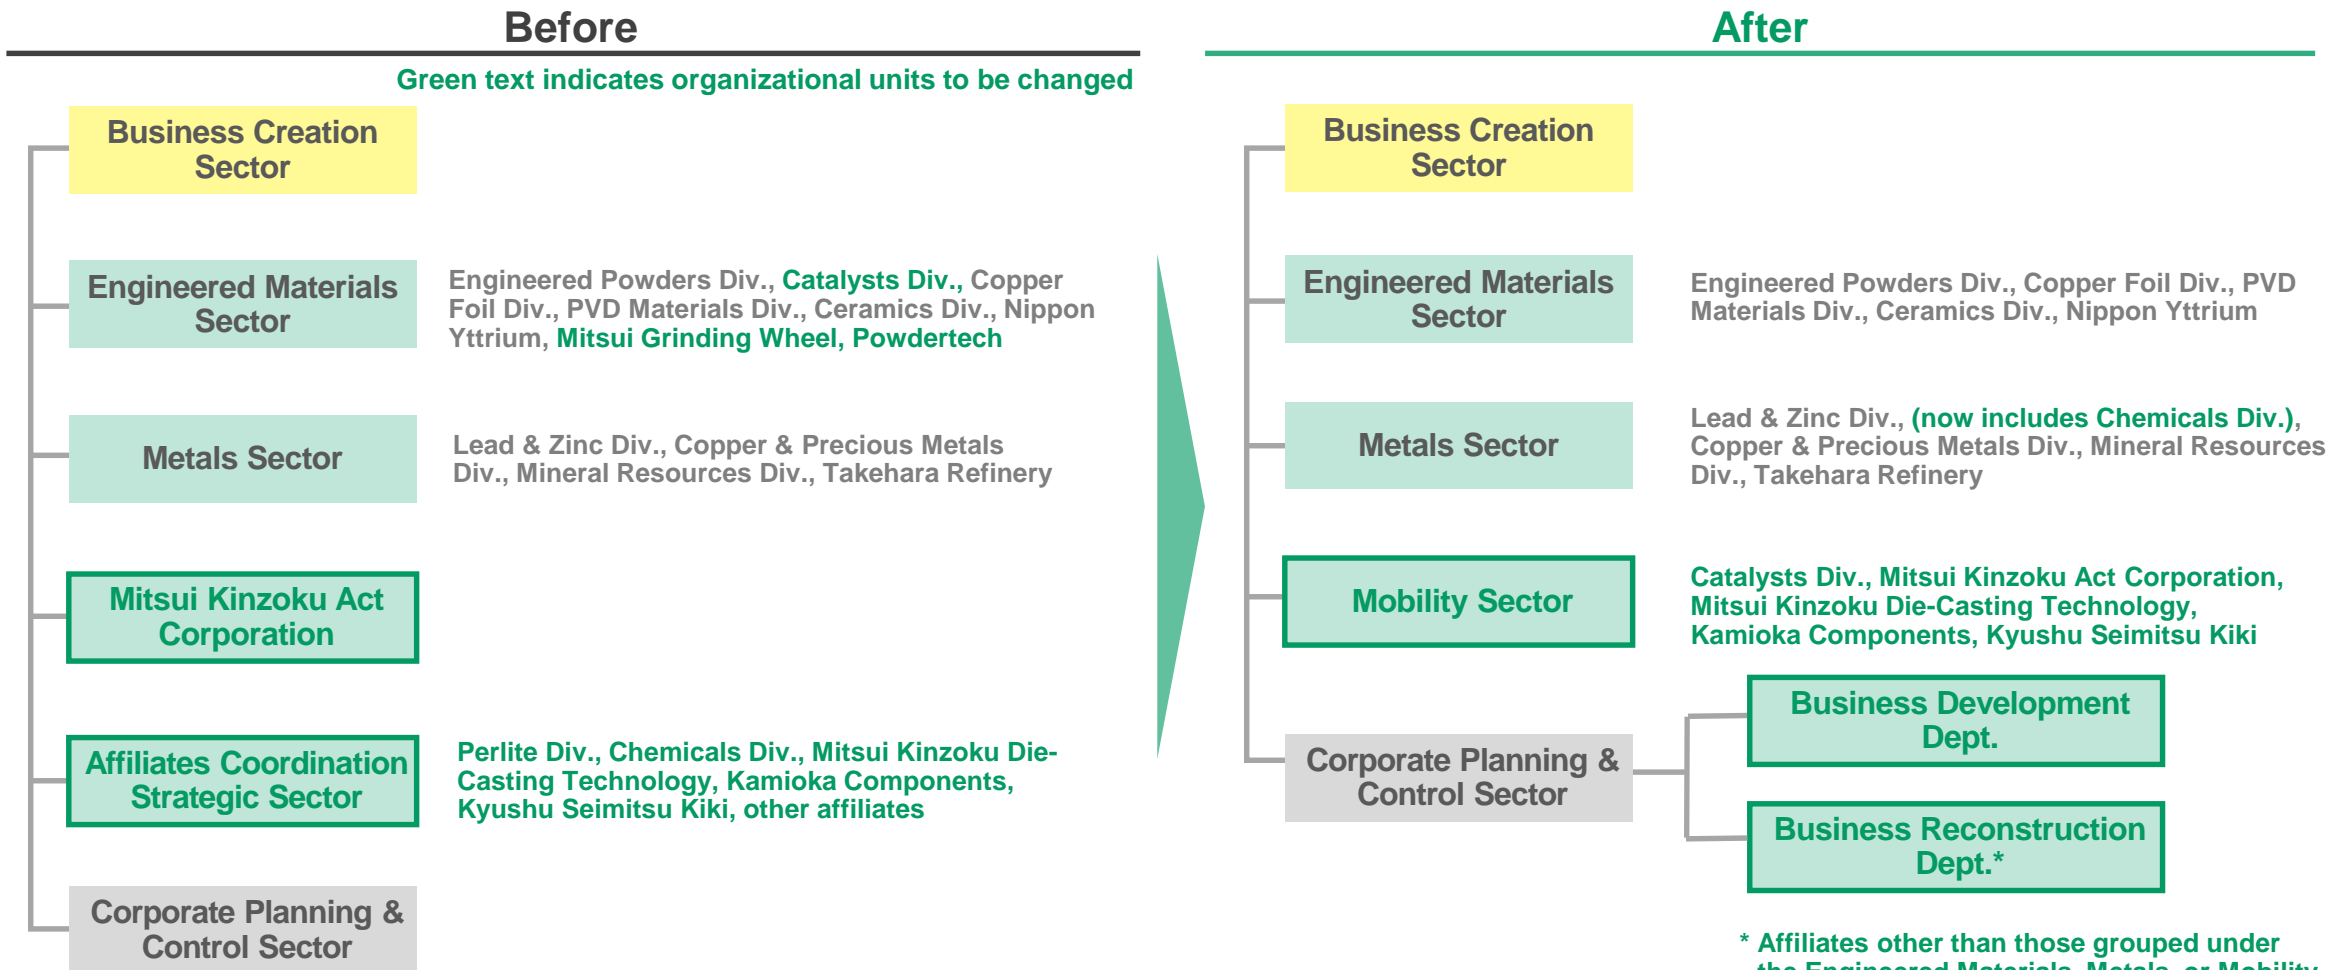 Before
Green text indicates organizational units to be changed
Business Creation
Sector
Engineered Materials
Sector
Engineered Powders Div., Catalysts Div., Copper
Foil Div., PVD Materials Div., Ceramics Div., Nippon
Yttrium, Mitsui Grinding Wheel, Powdertech
Metals Sector
Lead & Zinc Div., Copper & Precious Metals
Div., Mineral Resources Div., Takehara Refinery
Mitsui Kinzoku Act
Corporation
Affiliates Coordination
Strategic Sector
Perlite Div., Chemicals Div., Mitsui Kinzoku Die-
Casting Technology, Kamioka Components,
Kyushu Seimitsu Kiki, other affiliates
Corporate Planning &
Control Sector
After
Business Creation
Sector
Engineered Materials
Sector
Engineered Powders Div., Copper Foil Div., PVD
Materials Div., Ceramics Div., Nippon Yttrium
Metals Sector
Lead & Zinc Div., (now includes Chemicals Div.),
Copper & Precious Metals Div., Mineral Resources
Div., Takehara Refinery
Mobility Sector
Catalysts Div., Mitsui Kinzoku Act Corporation,
Mitsui Kinzoku Die-Casting Technology,
Kamioka Components, Kyushu Seimitsu Kiki
Corporate Planning &
Control Sector
Business Development
Dept.
Business Reconstruction
Dept.*
* Affiliates other than those grouped under
the Engineered Materials, Metals, or Mobility